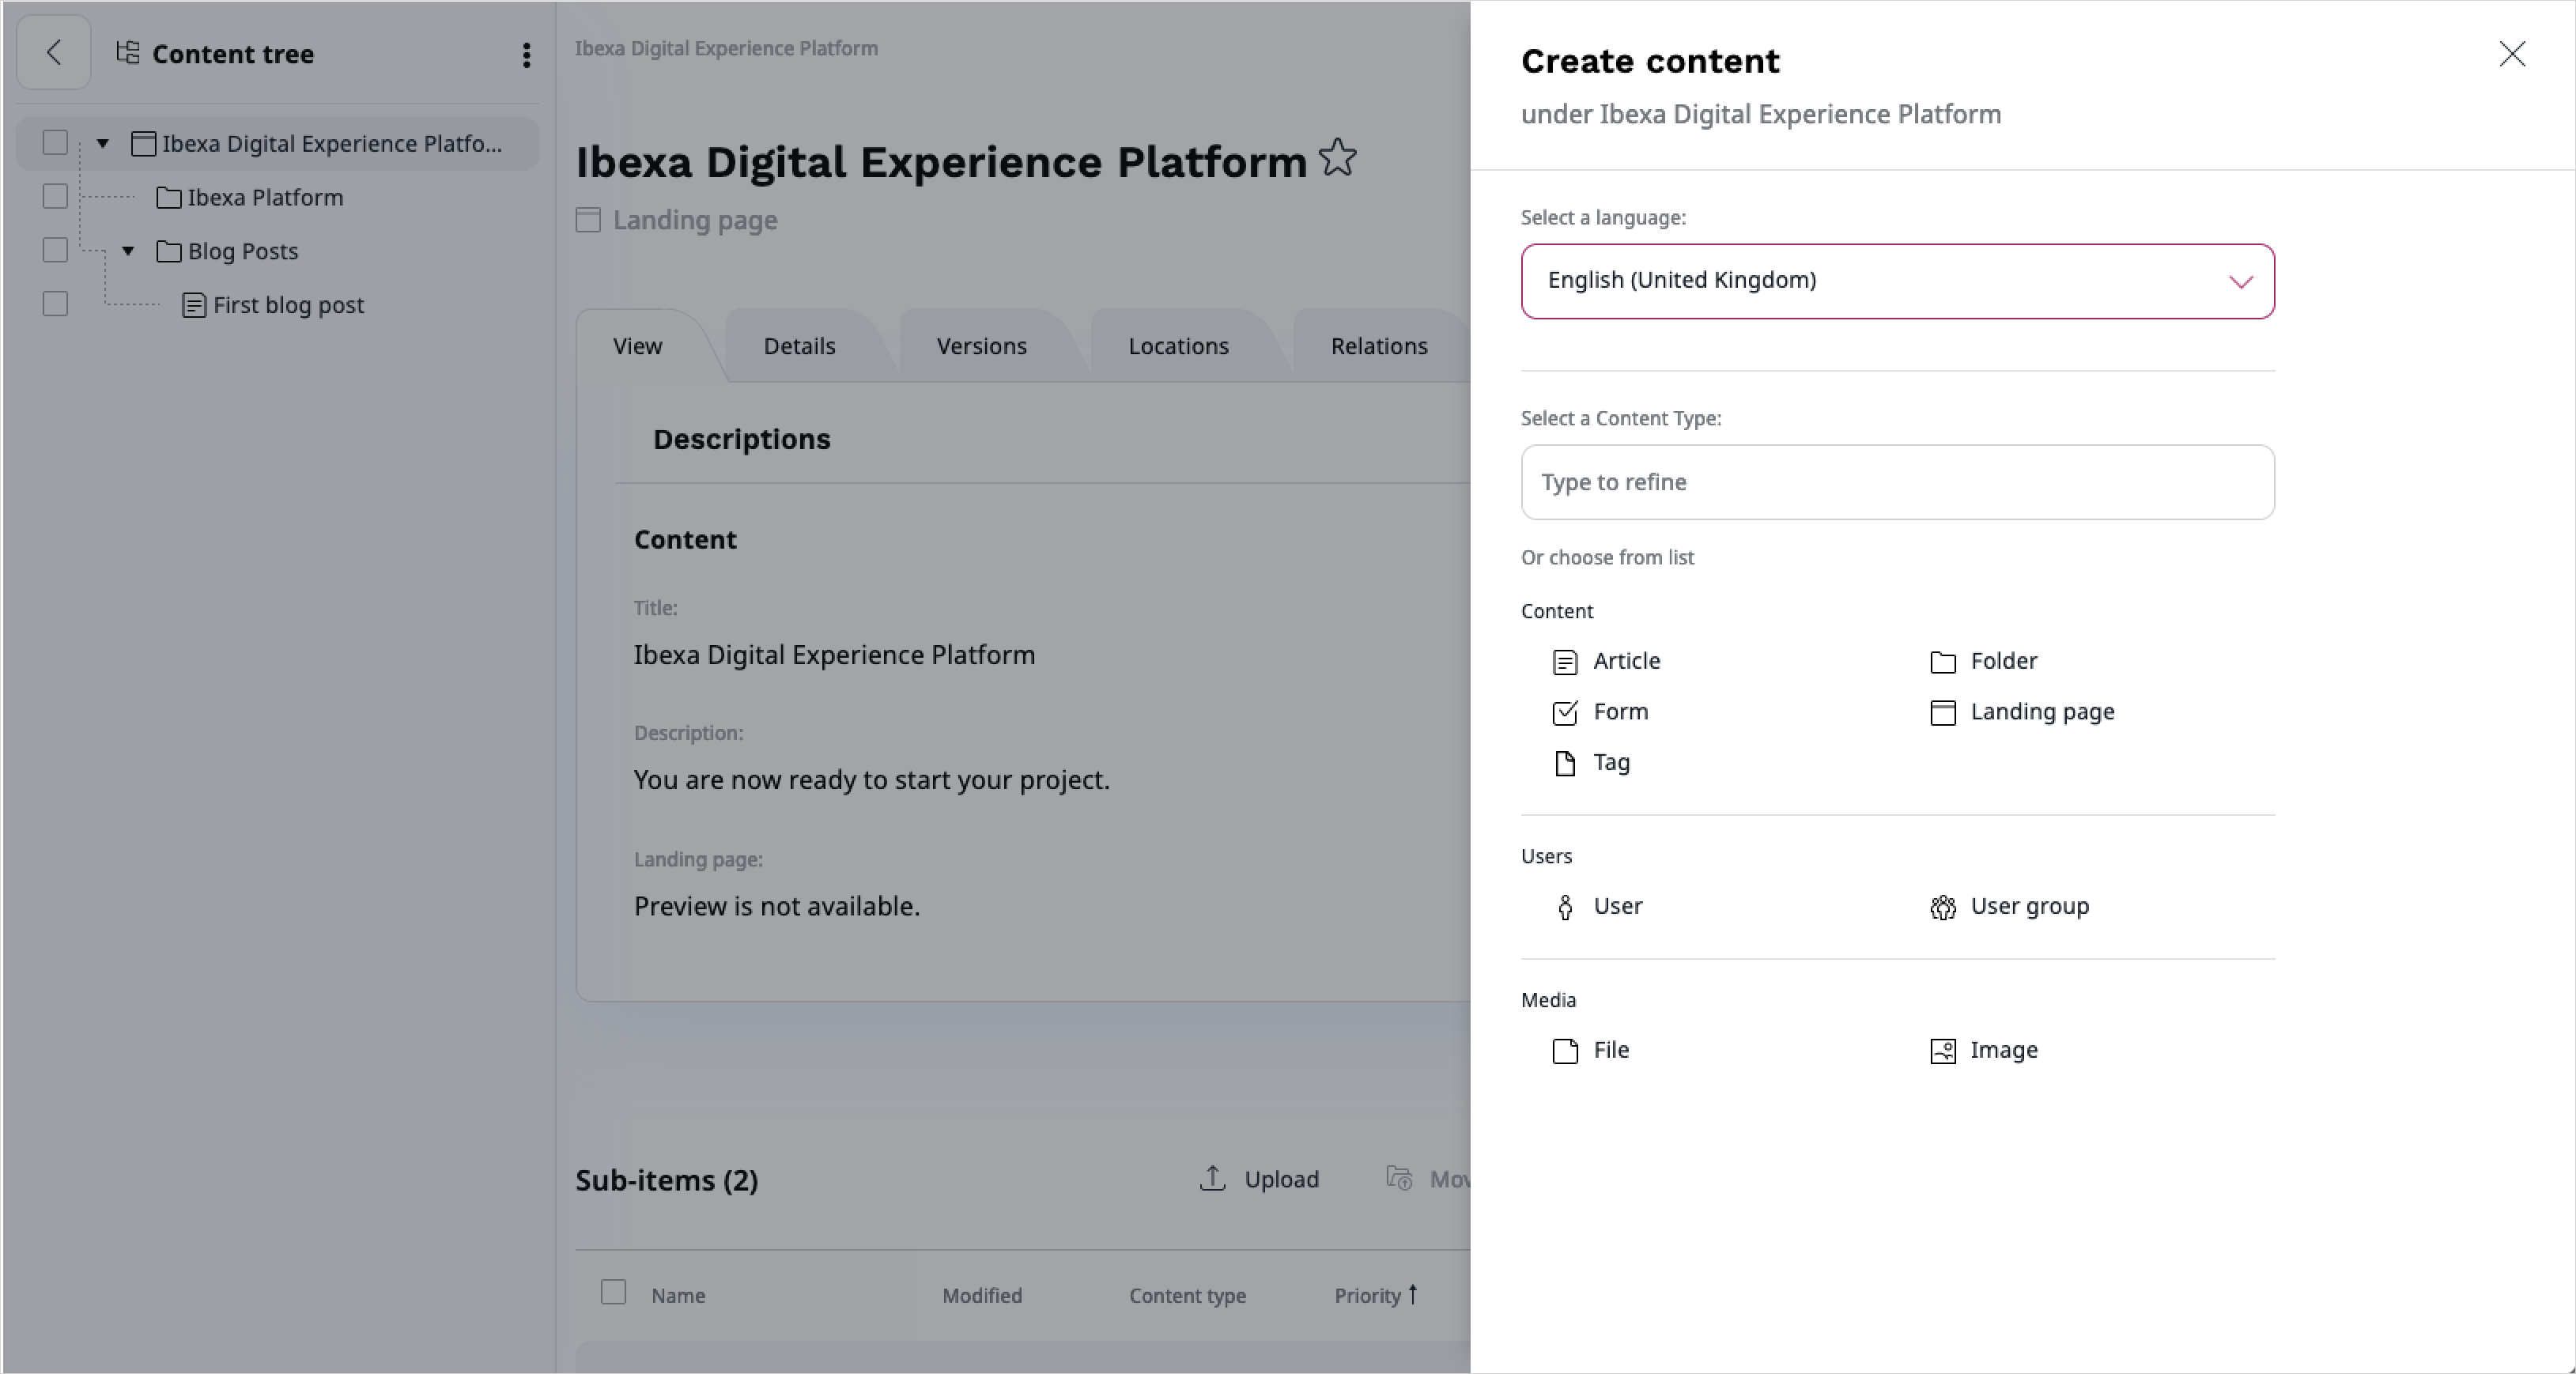 Content tree
Ibexa Digital Experience Platfo...
Ibexa Platform
Blog Posts
First blog post
Ibexa Digital Experience Platform
Ibexa Digital Experience Platform
Landing page
View
Details
Versions
Locations
Relations
Descriptions
Content
Title:
Ibexa Digital Experience Platform
Description:
You are now ready to start your project.
Landing page:
Preview is not available.
Sub-items (2)
Upload
Mov
Name
Modified
Content type
Priority
Create content
under Ibexa Digital Experience Platform
Select a language:
English (United Kingdom)
Select a Content Type:
Type to refine
Or choose from list
Content
Article
Folder
Form
Landing page
Tag
Users
User
User group
Media
File
Image